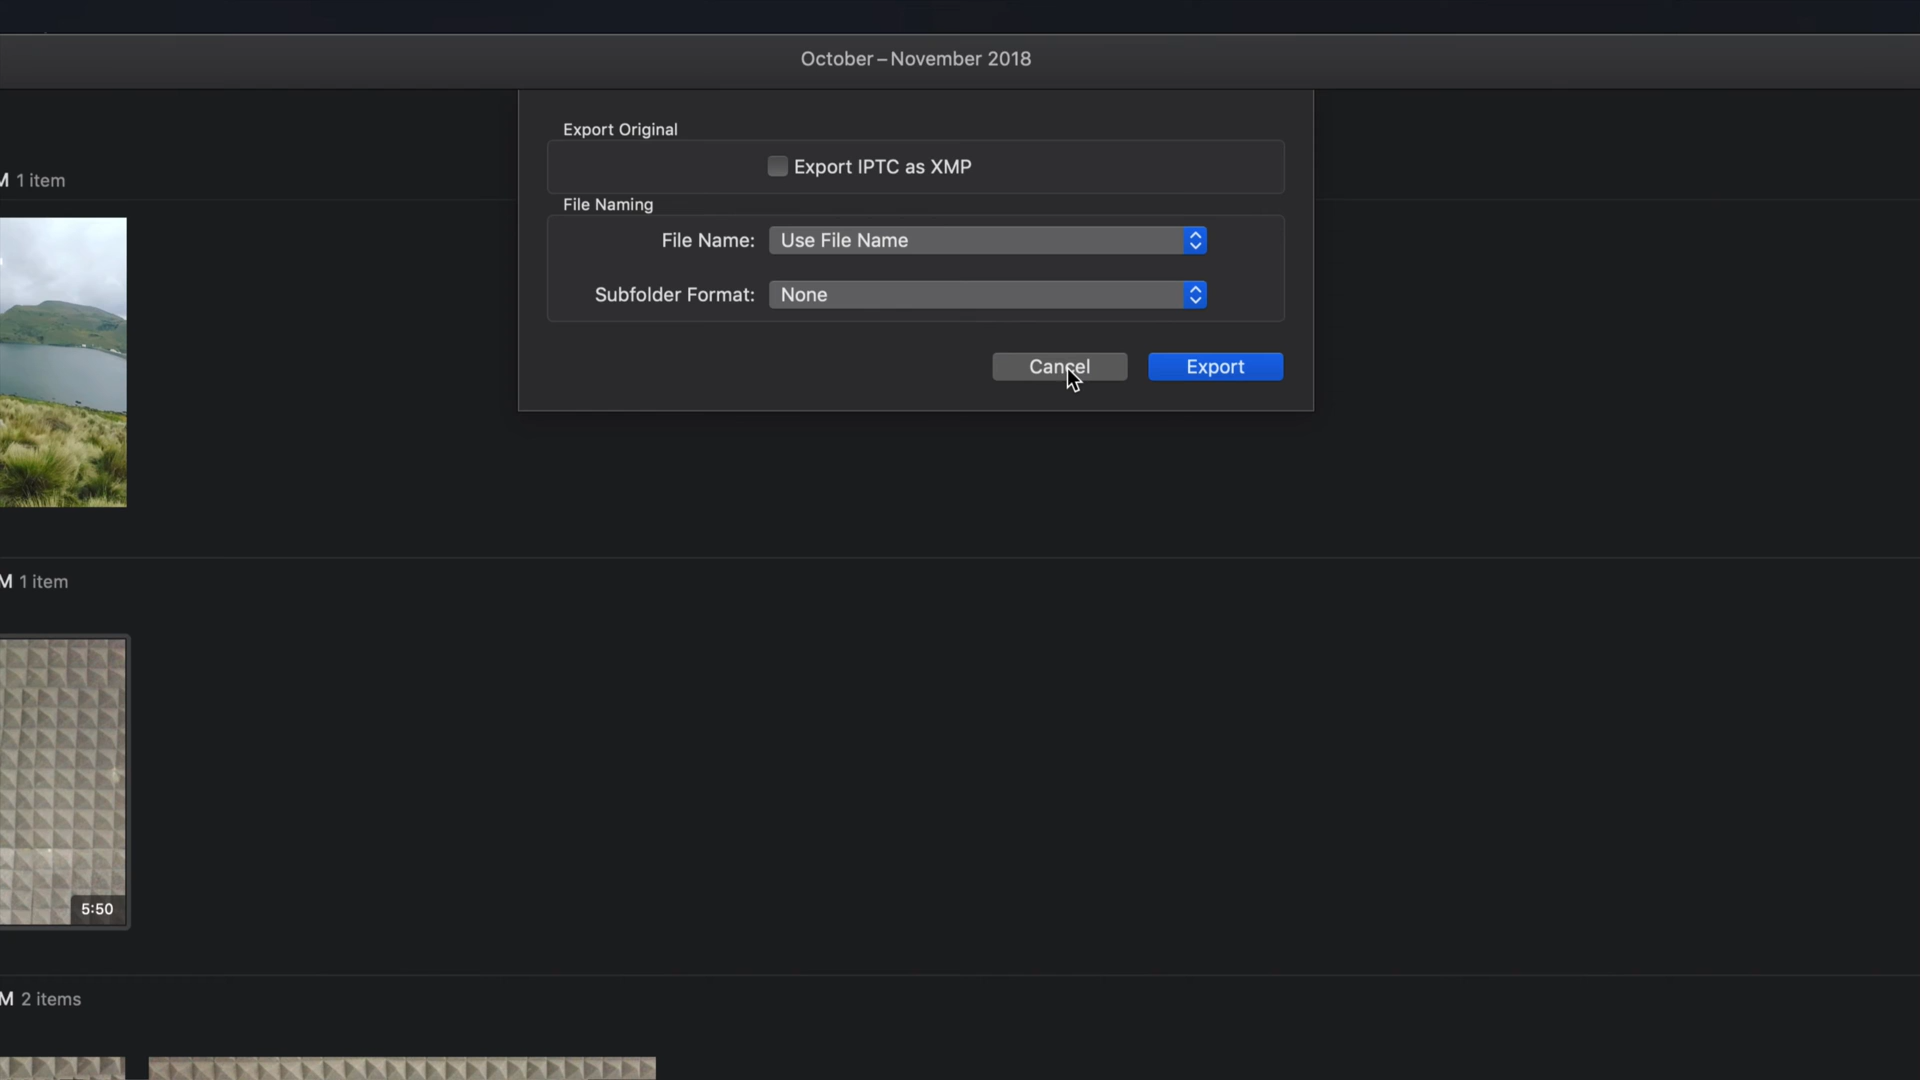 October – November 2018
Export Original
Export IPTC as XMP
File Naming
File Name: Use File Name
Subfolder Format: None
Cancel
Export
M 1 item
M 1 item
5:50
M 2 items